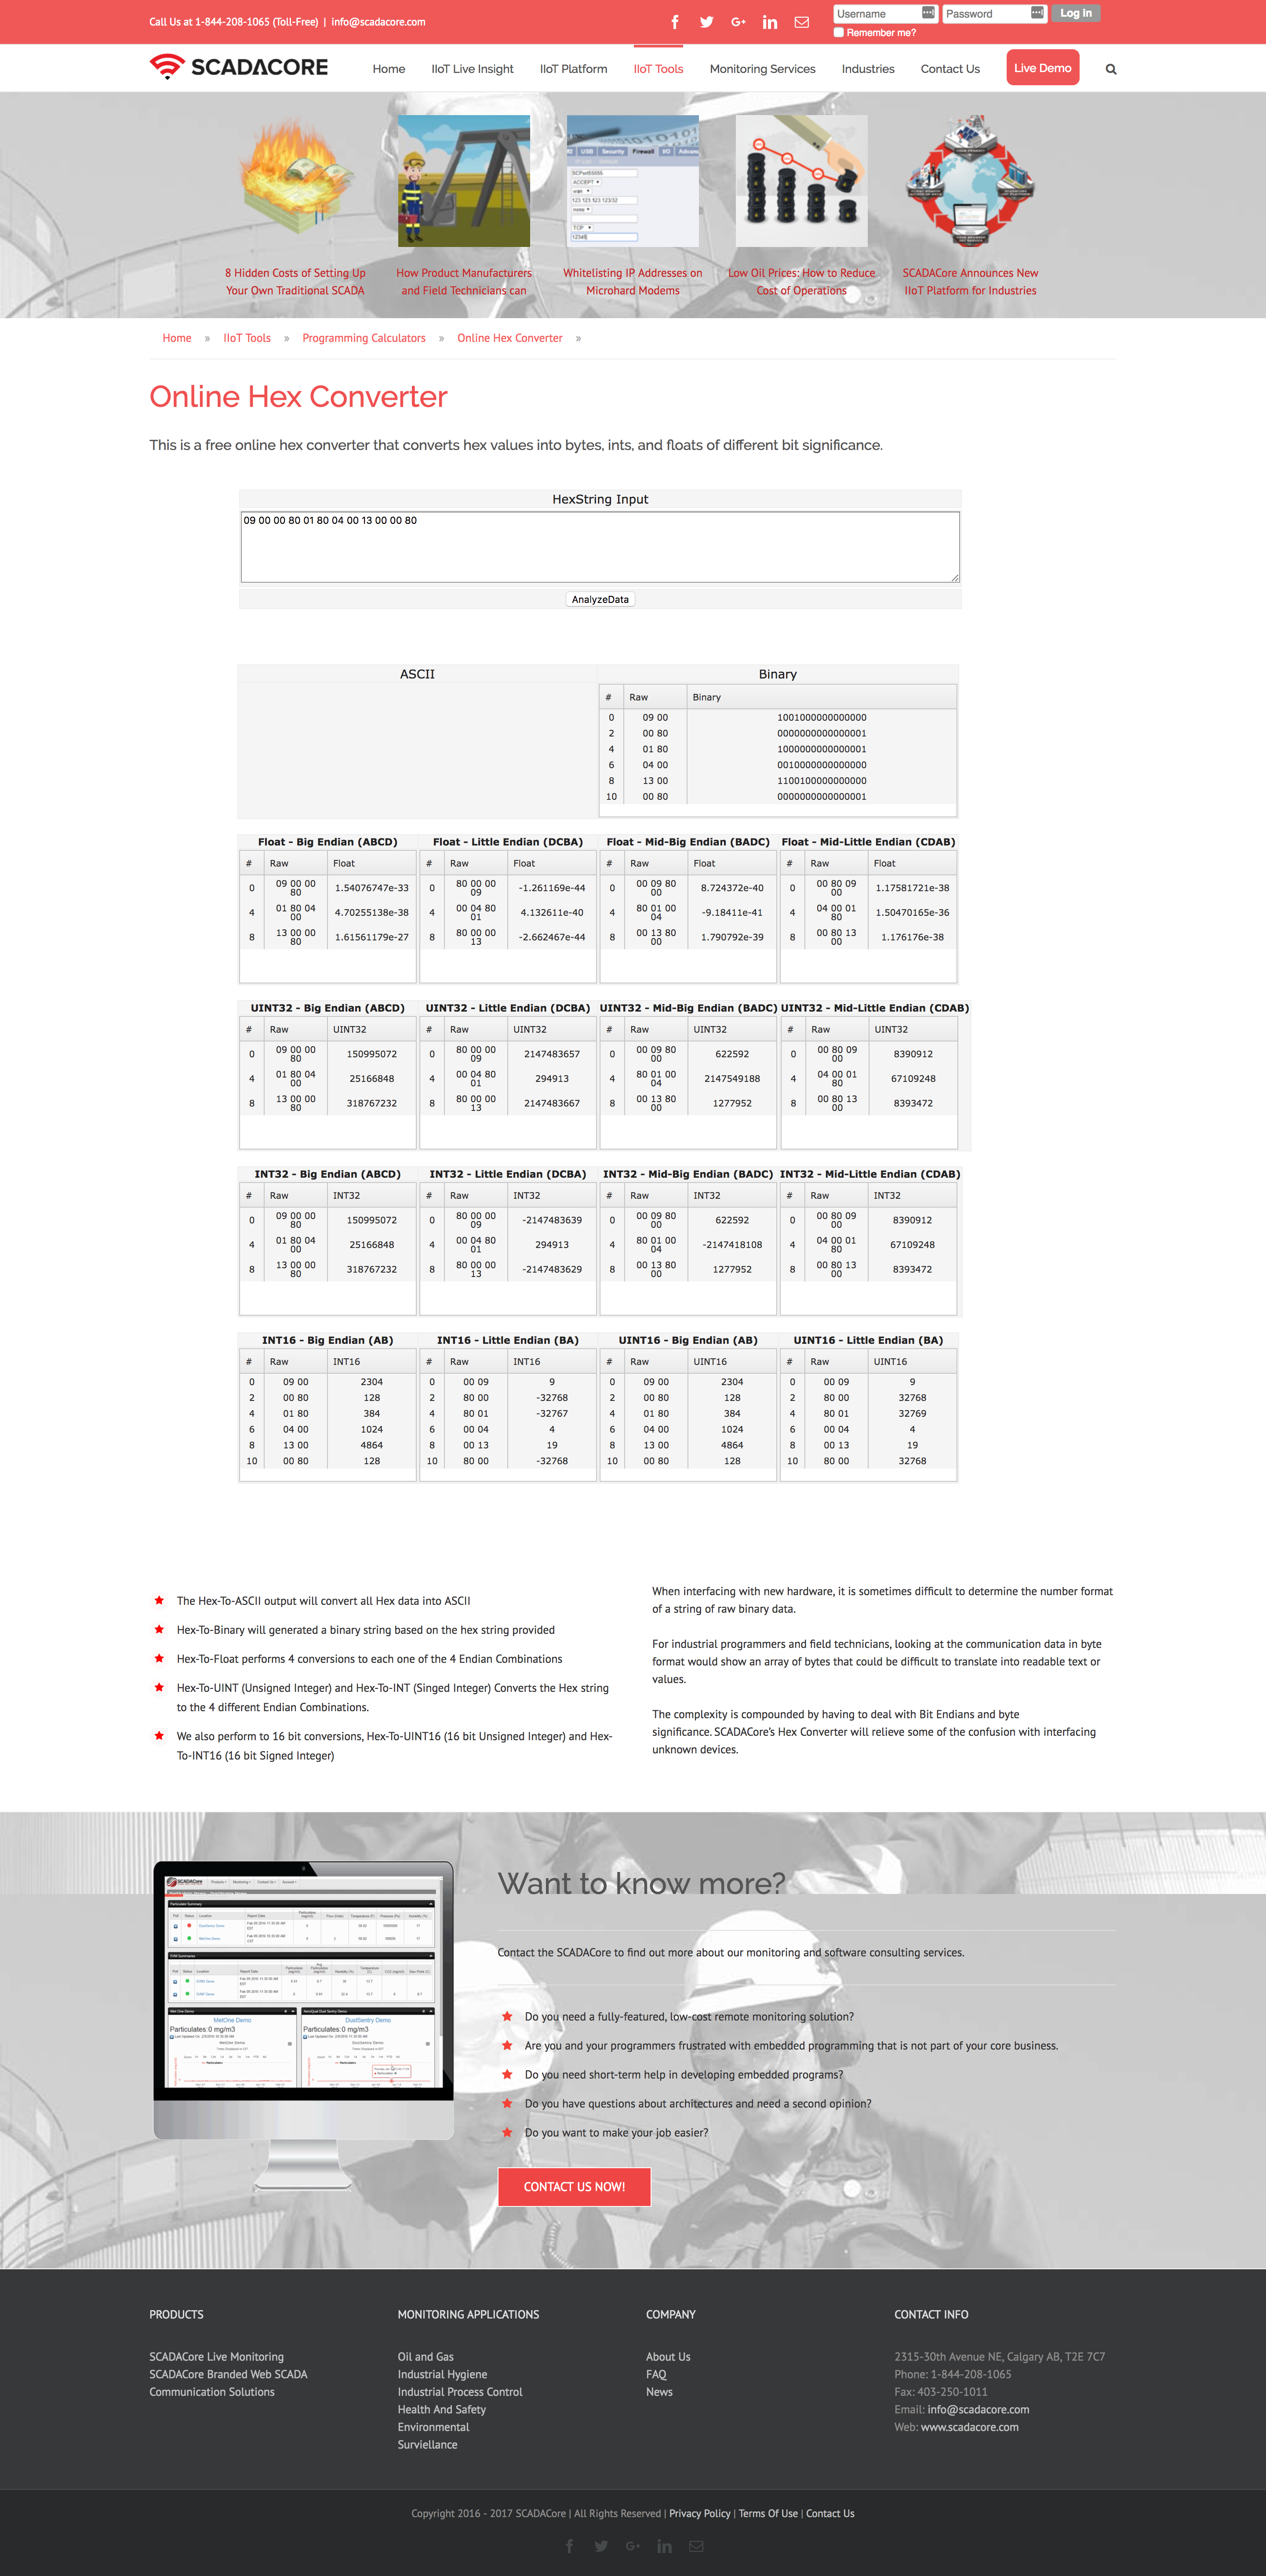 Call Us at 1-844-208-1065 (Toll-Free) | info@scadacore.com
Username
Password
Log In
Remember me?
SCADACORE
Home IIoT Live Insight IIoT Platform IIoT Tools Monitoring Services Industries Contact Us Live Demo
8 Hidden Costs of Setting Up
Your Own Traditional SCADA
How Product Manufacturers
and Field Technicians can
Whitelisting IP Addresses on
Microhard Modems
Low Oil Prices: How to Reduce
Cost of Operations
SCADACore Announces New
IIoT Platform for Industries
Home » IIoT Tools » Programming Calculators » Online Hex Converter »
Online Hex Converter
This is a free online hex converter that converts hex values into bytes, ints, and floats of different bit significance.
HexString Input
09 00 00 80 01 80 04 00 13 00 00 80
AnalyzeData
ASCII
Binary
# Raw Binary
0 09 00 1001000000000000
2 00 80 0000000000000001
4 01 80 1000000000000001
6 04 00 0010000000000000
8 13 00 1100100000000000
10 00 80 0000000000000001
Float - Big Endian (ABCD)
# Raw Float
0 09 00 00 80 1.54076747e-33
4 01 80 04 00 4.70255138e-38
8 13 00 00 80 1.61561179e-27
Float - Little Endian (DCBA)
# Raw Float
0 80 00 00 09 -1.261169e-44
4 00 04 80 01 4.132611e-40
8 80 00 00 13 -2.662467e-44
Float - Mid-Big Endian (BADC)
# Raw Float
0 00 09 80 00 8.724372e-40
4 80 01 00 04 -9.18411e-41
8 00 13 80 00 1.790792e-39
Float - Mid-Little Endian (CDAB)
# Raw Float
0 00 80 09 00 1.17581721e-38
4 04 00 01 80 1.50470165e-36
8 00 80 13 00 1.176176e-38
UINT32 - Big Endian (ABCD)
# Raw UINT32
0 09 00 00 80 150995072
4 01 80 04 00 25166848
8 13 00 00 80 318767232
UINT32 - Little Endian (DCBA)
# Raw UINT32
0 80 00 00 09 2147483657
4 00 04 80 01 294913
8 80 00 00 13 2147483667
UINT32 - Mid-Big Endian (BADC)
# Raw UINT32
0 00 09 80 00 622592
4 80 01 00 04 2147549188
8 00 13 80 00 1277952
UINT32 - Mid-Little Endian (CDAB)
# Raw UINT32
0 00 80 09 00 8390912
4 04 00 01 80 67109248
8 00 80 13 00 8393472
INT32 - Big Endian (ABCD)
# Raw INT32
0 09 00 00 80 150995072
4 01 80 04 00 25166848
8 13 00 00 80 318767232
INT32 - Little Endian (DCBA)
# Raw INT32
0 80 00 00 09 -2147483639
4 00 04 80 01 294913
8 80 00 00 13 -2147483629
INT32 - Mid-Big Endian (BADC)
# Raw INT32
0 00 09 80 00 622592
4 80 01 00 04 -2147418108
8 00 13 80 00 1277952
INT32 - Mid-Little Endian (CDAB)
# Raw INT32
0 00 80 09 00 8390912
4 04 00 01 80 67109248
8 00 80 13 00 8393472
INT16 - Big Endian (AB)
# Raw INT16
0 09 00 2304
2 00 80 128
4 01 80 384
6 04 00 1024
8 13 00 4864
10 00 80 128
INT16 - Little Endian (BA)
# Raw INT16
0 00 09 9
2 80 00 -32768
4 80 01 -32767
6 00 04 4
8 00 13 19
10 80 00 -32768
UINT16 - Big Endian (AB)
# Raw UINT16
0 09 00 2304
2 00 80 128
4 01 80 384
6 04 00 1024
8 13 00 4864
10 00 80 128
UINT16 - Little Endian (BA)
# Raw UINT16
0 00 09 9
2 80 00 32768
4 80 01 32769
6 00 04 4
8 00 13 19
10 80 00 32768
The Hex-To-ASCII output will convert all Hex data into ASCII
Hex-To-Binary will generated a binary string based on the hex string provided
Hex-To-Float performs 4 conversions to each one of the 4 Endian Combinations
Hex-To-UINT (Unsigned Integer) and Hex-To-INT (Singed Integer) Converts the Hex string
to the 4 different Endian Combinations.
We also perform to 16 bit conversions, Hex-To-UINT16 (16 bit Unsigned Integer) and Hex-
To-INT16 (16 bit Signed Integer)
When interfacing with new hardware, it is sometimes difficult to determine the number format
of a string of raw binary data.
For industrial programmers and field technicians, looking at the communication data in byte
format would show an array of bytes that could be difficult to translate into readable text or
values.
The complexity is compounded by having to deal with Bit Endians and byte
significance. SCADACore's Hex Converter will relieve some of the confusion with interfacing
unknown devices.
Want to know more?
Contact the SCADACore to find out more about our monitoring and software consulting services.
Do you need a fully-featured, low-cost remote monitoring solution?
Are you and your programmers frustrated with embedded programming that is not part of your core business.
Do you need short-term help in developing embedded programs?
Do you have questions about architectures and need a second opinion?
Do you want to make your job easier?
CONTACT US NOW!
MetOne Demo
Particulates:0 mg/m3
DustSentry Demo
Particulates:0 mg/m3
PRODUCTS
SCADACore Live Monitoring
SCADACore Branded Web SCADA
Communication Solutions
MONITORING APPLICATIONS
Oil and Gas
Industrial Hygiene
Industrial Process Control
Health And Safety
Environmental
Surviellance
COMPANY
About Us
FAQ
News
CONTACT INFO
2315-30th Avenue NE, Calgary AB, T2E 7C7
Phone: 1-844-208-1065
Fax: 403-250-1011
Email: info@scadacore.com
Web: www.scadacore.com
Copyright 2016 - 2017 SCADACore | All Rights Reserved | Privacy Policy | Terms Of Use | Contact Us